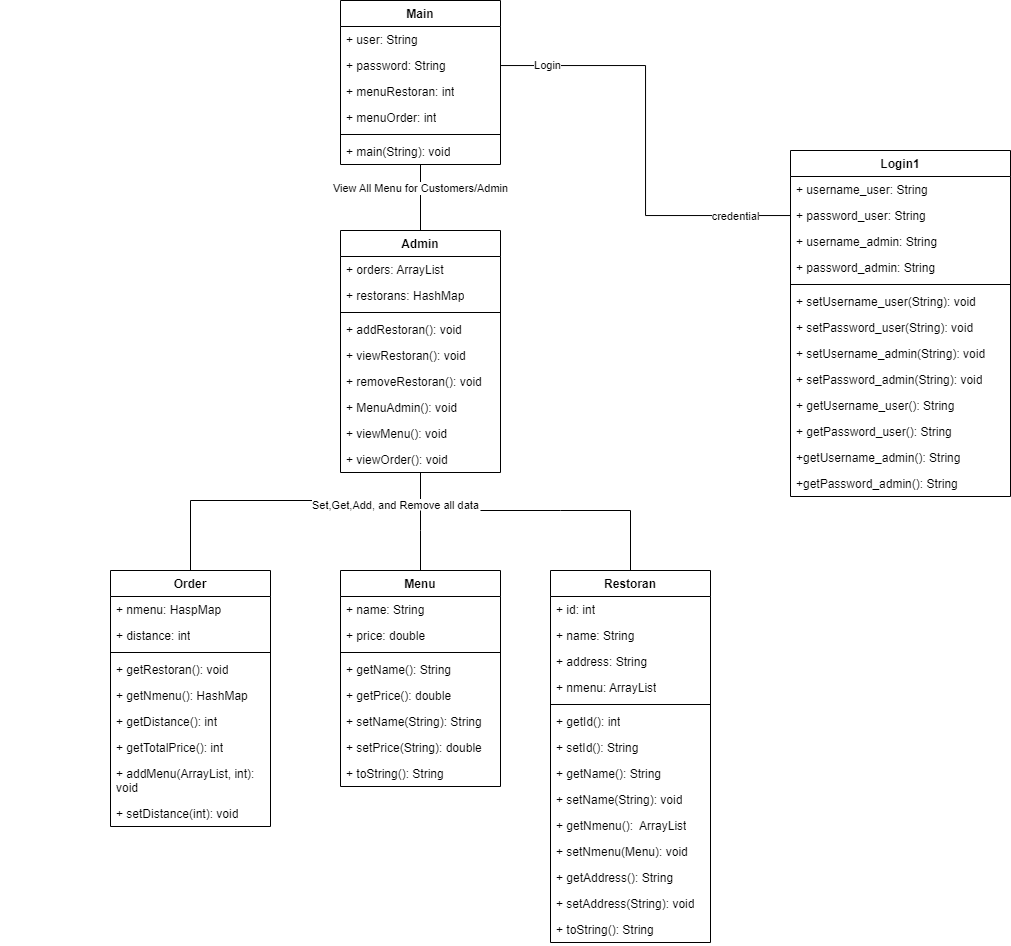 Main
+ user: String
+ password: String
+ menuRestoran: int
+ menuOrder: int
+ main(String): void
Login
credential
View All Menu for Customers/Admin
Login1
+ username_user: String
+ password_user: String
+ username_admin: String
+ password_admin: String
+ setUsername_user(String): void
+ setPassword_user(String): void
+ setUsername_admin(String): void
+ setPassword_admin(String): void
+ getUsername_user(): String
+ getPassword_user(): String
+getUsername_admin(): String
+getPassword_admin(): String
Admin
+ orders: ArrayList
+ restorans: HashMap
+ addRestoran(): void
+ viewRestoran(): void
+ removeRestoran(): void
+ MenuAdmin(): void
+ viewMenu(): void
+ viewOrder(): void
Set,Get,Add, and Remove all data
Order
+ nmenu: HaspMap
+ distance: int
+ getRestoran(): void
+ getNmenu(): HashMap
+ getDistance(): int
+ getTotalPrice(): int
+ addMenu(ArrayList, int):
void
+ setDistance(int): void
Menu
+ name: String
+ price: double
+ getName(): String
+ getPrice(): double
+ setName(String): String
+ setPrice(String): double
+ toString(): String
Restoran
+ id: int
+ name: String
+ address: String
+ nmenu: ArrayList
+ getId(): int
+ setId(): String
+ getName(): String
+ setName(String): void
+ getNmenu():  ArrayList
+ setNmenu(Menu): void
+ getAddress(): String
+ setAddress(String): void
+ toString(): String